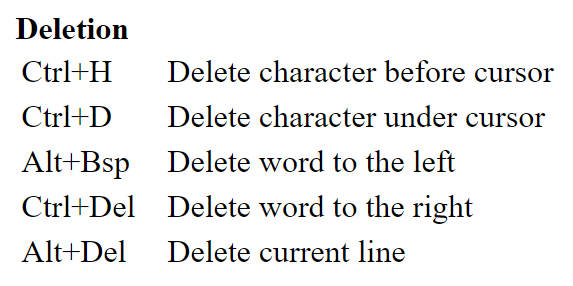 Deletion
Ctrl+H Delete character before cursor
Ctrl+D Delete character under cursor
Alt+Bsp Delete word to the left
Ctrl+Del Delete word to the right
Alt+Del Delete current line